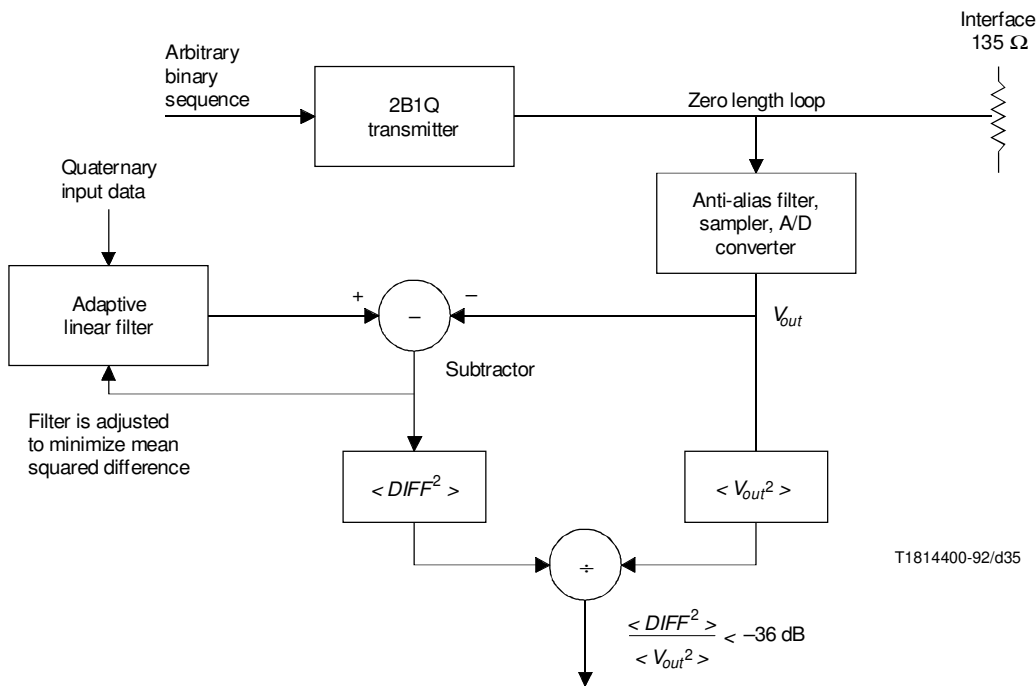 Interface
135 Ω
Arbitrary
binary
sequence
2B1Q
transmitter
Zero length loop
Quaternary
input data
Anti-alias filter,
sampler, A/D
converter
Adaptive
linear filter
+
–
–
V_out
Subtractor
Filter is adjusted
to minimize mean
squared difference
< DIFF² >
< V_out² >
÷
T1814400-92/d35
< DIFF² >
< –36 dB
< V_out² >